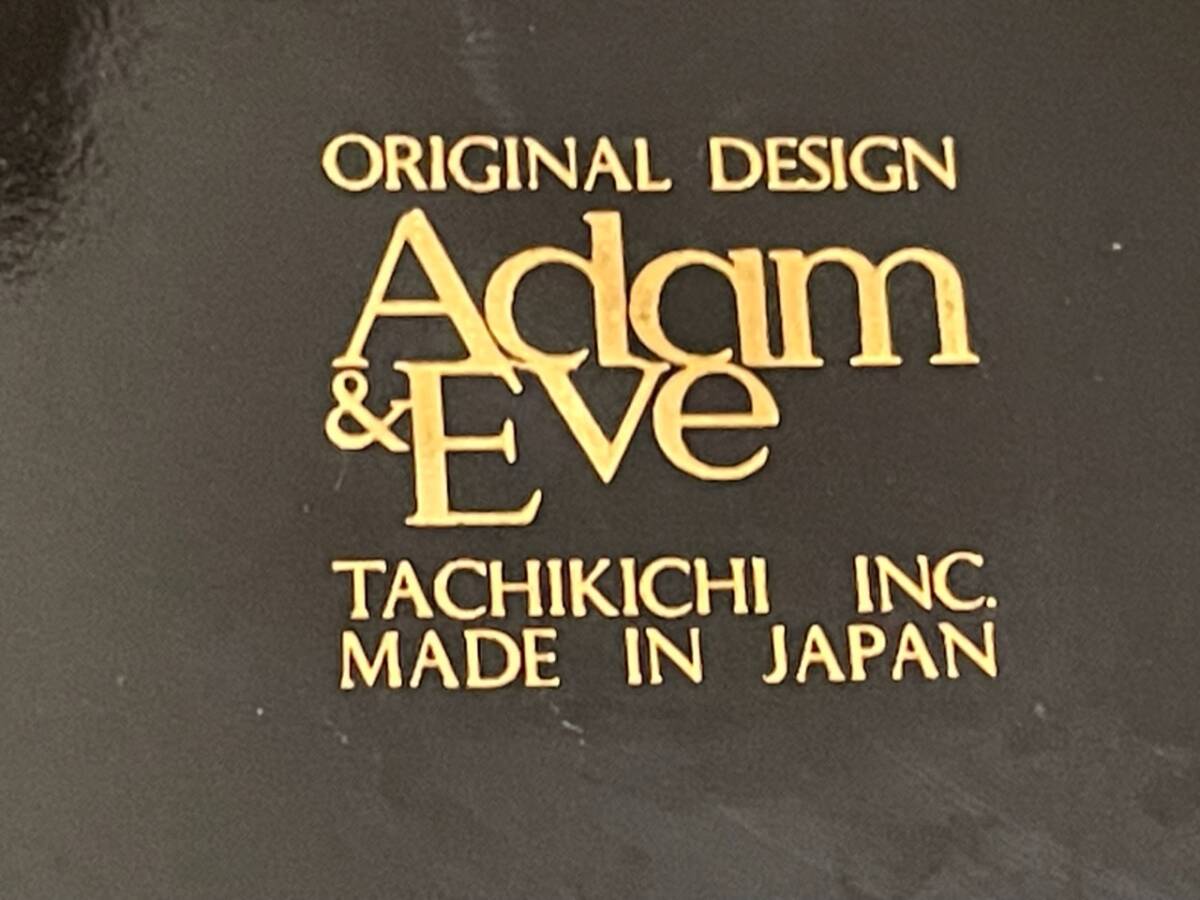 ORIGINAL DESIGN
Adam
& Eve
TACHIKICHI INC.
MADE IN JAPAN